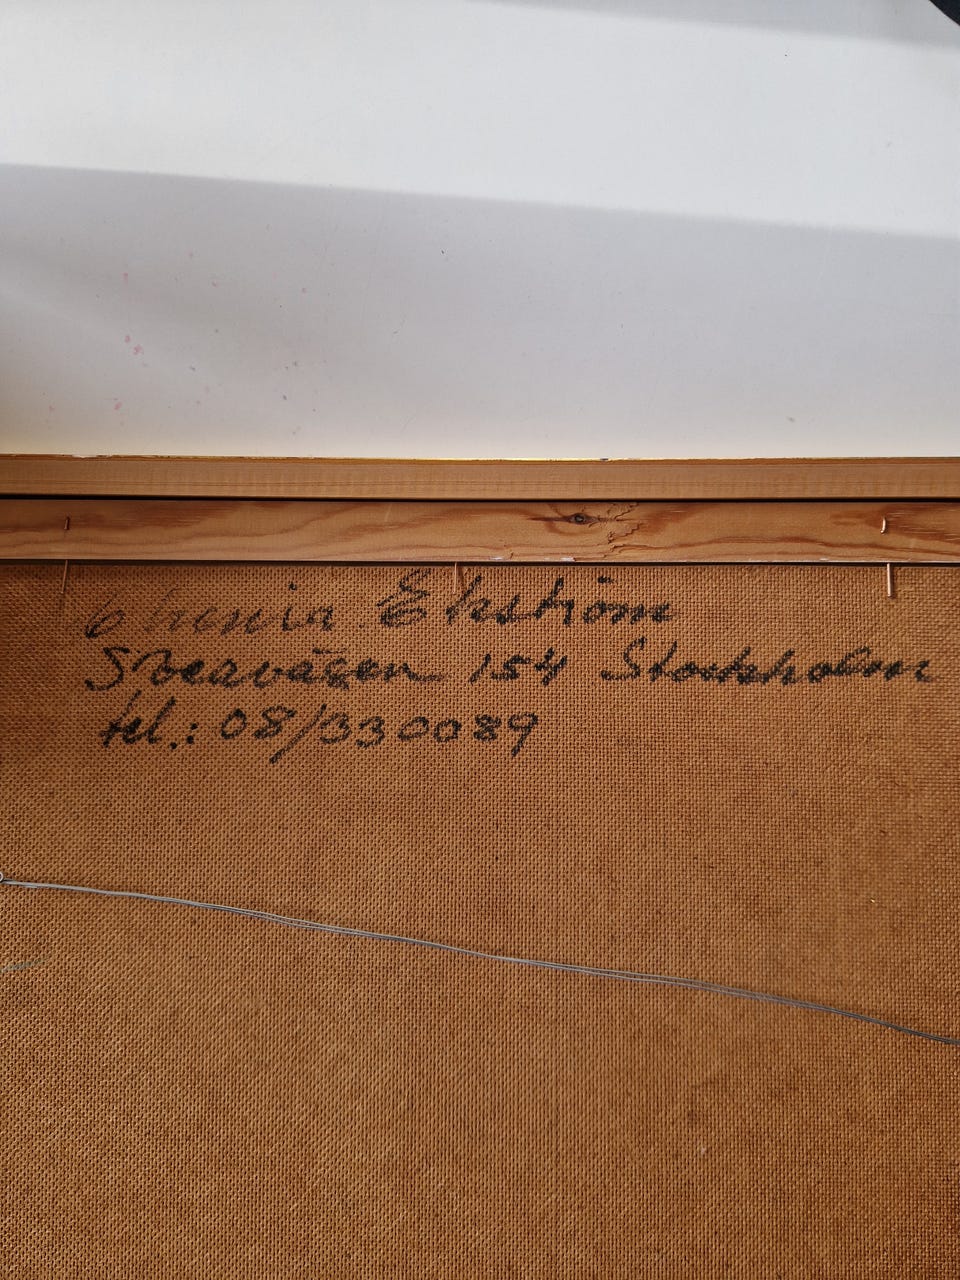 Ekström
Sveavägen 154 Stockholm
tel.: 08/330089